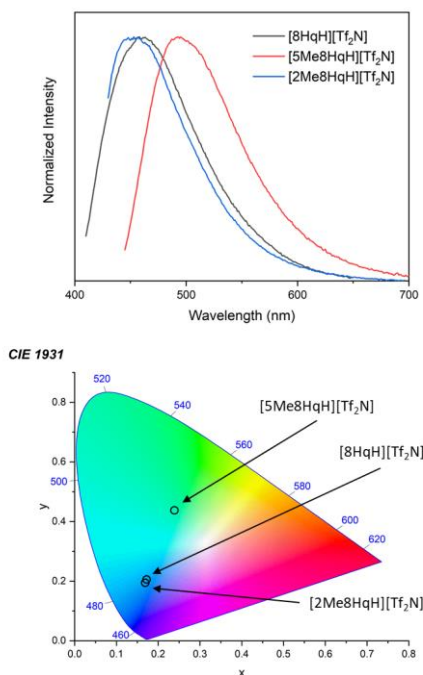 [8HqH][Tf₂N]
[5Me8HqH][Tf₂N]
[2Me8HqH][Tf₂N]
Normalized Intensity
400 500 600 700
Wavelength (nm)
CIE 1931
520
540
[5Me8HqH][Tf₂N]
0.8
560
[8HqH][Tf₂N]
0.6
500
580
y
0.4
600
620
0.2
480
[2Me8HqH][Tf₂N]
460
0.0
0.0 0.1 0.2 0.3 0.4 0.5 0.6 0.7 0.8
x